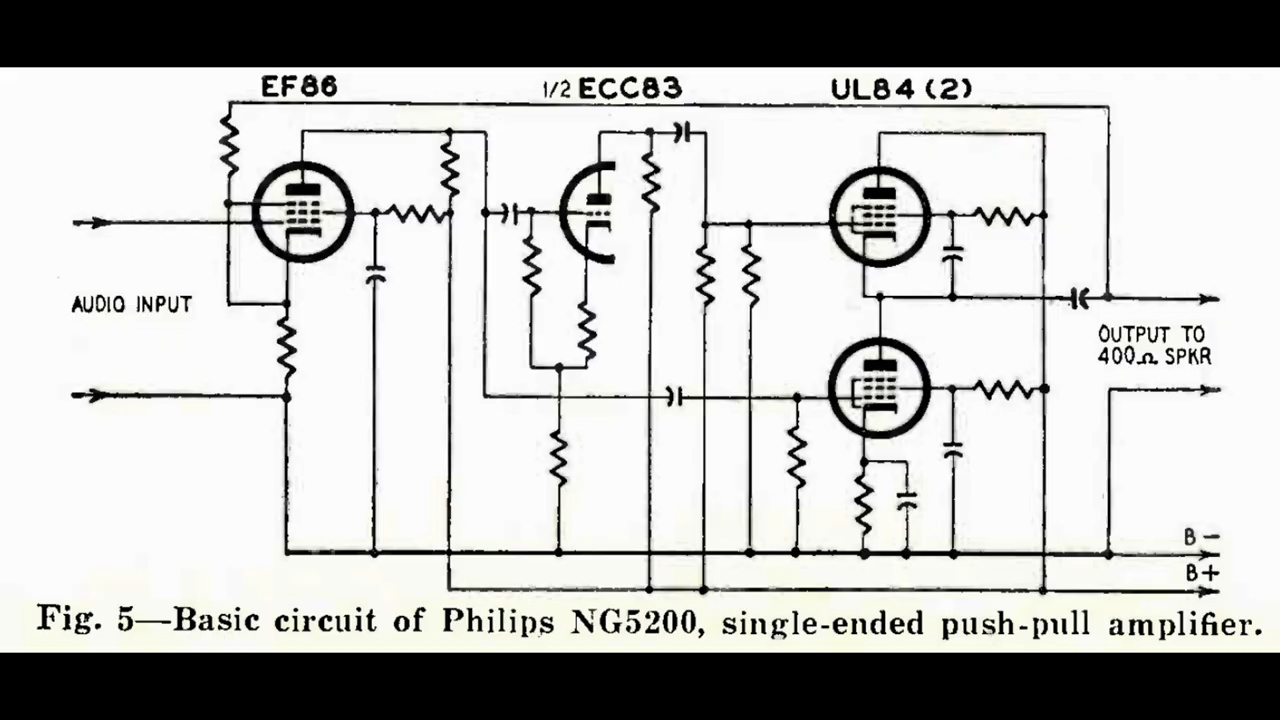 EF86
1/2 ECC83
UL84 (2)
AUDIO INPUT
OUTPUT TO
400Ω SPKR
B -
B+
Fig. 5—Basic circuit of Philips NG5200, single-ended push-pull amplifier.